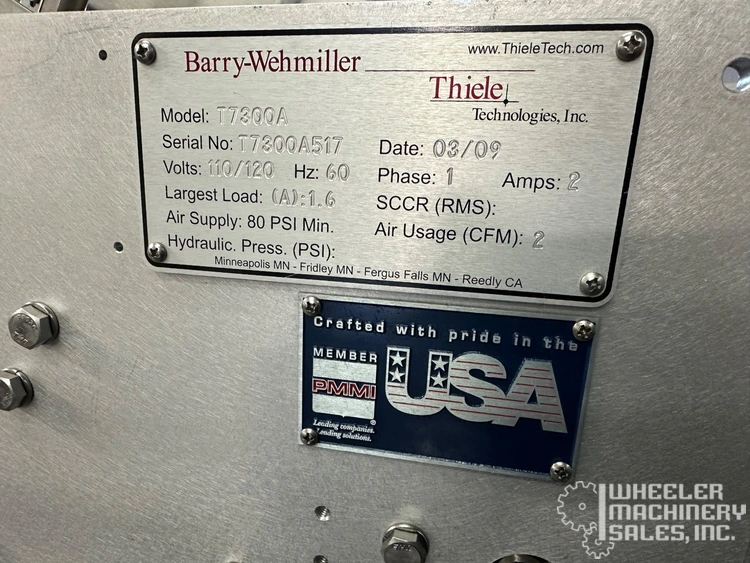 www.ThieleTech.com
Barry-Wehmiller
Thiele
Technologies, Inc.
Model: T7300A
Serial No: T7300A517
Date: 03/09
Volts: 110/120 Hz: 60
Phase: 1 Amps: 2
Largest Load: (A):1.6
SCCR (RMS):
Air Supply: 80 PSI Min.
Air Usage (CFM): 2
Hydraulic. Press. (PSI):
Minneapolis MN - Fridley MN - Fergus Falls MN - Reedly CA
Crafted with pride in the
USA
MEMBER
PMMI
®
Leading companies.
Leading solutions.
WHEELER
MACHINERY
SALES, INC.